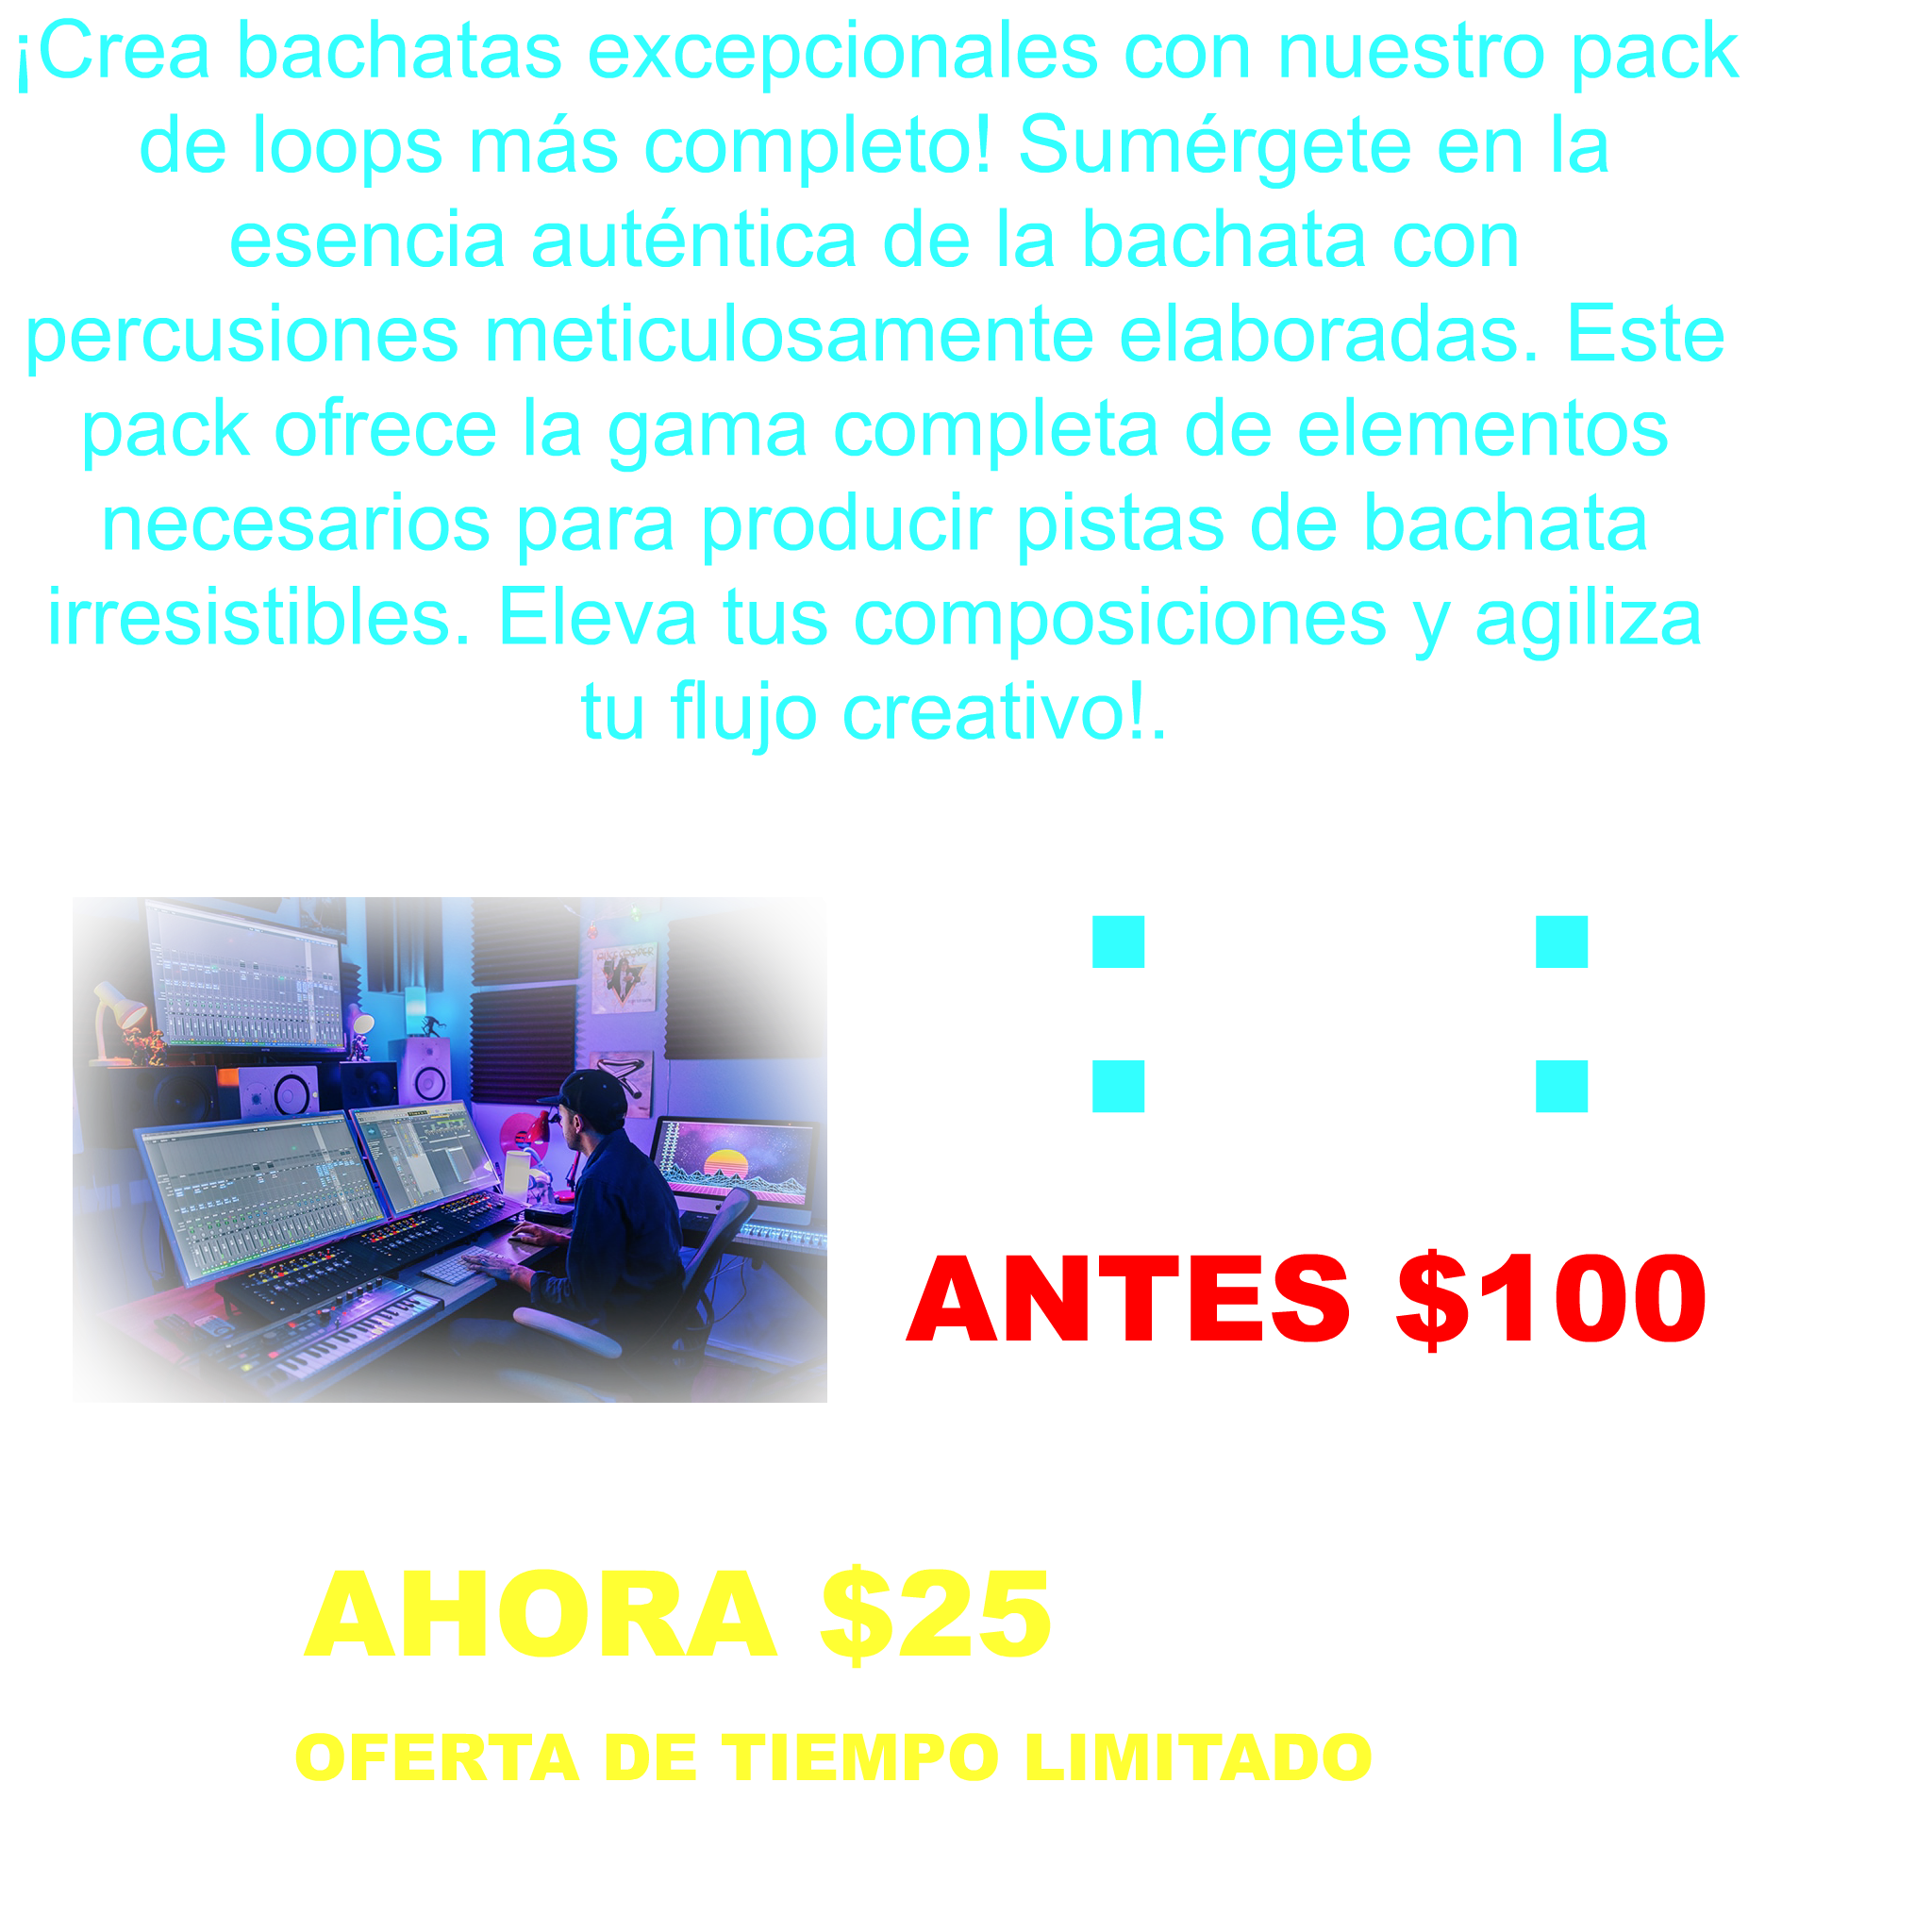 ¡Crea bachatas excepcionales con nuestro pack
de loops más completo! Sumérgete en la
esencia auténtica de la bachata con
percusiones meticulosamente elaboradas. Este
pack ofrece la gama completa de elementos
necesarios para producir pistas de bachata
irresistibles. Eleva tus composiciones y agiliza
tu flujo creativo!.
: :
ANTES $100
AHORA $25
OFERTA DE TIEMPO LIMITADO